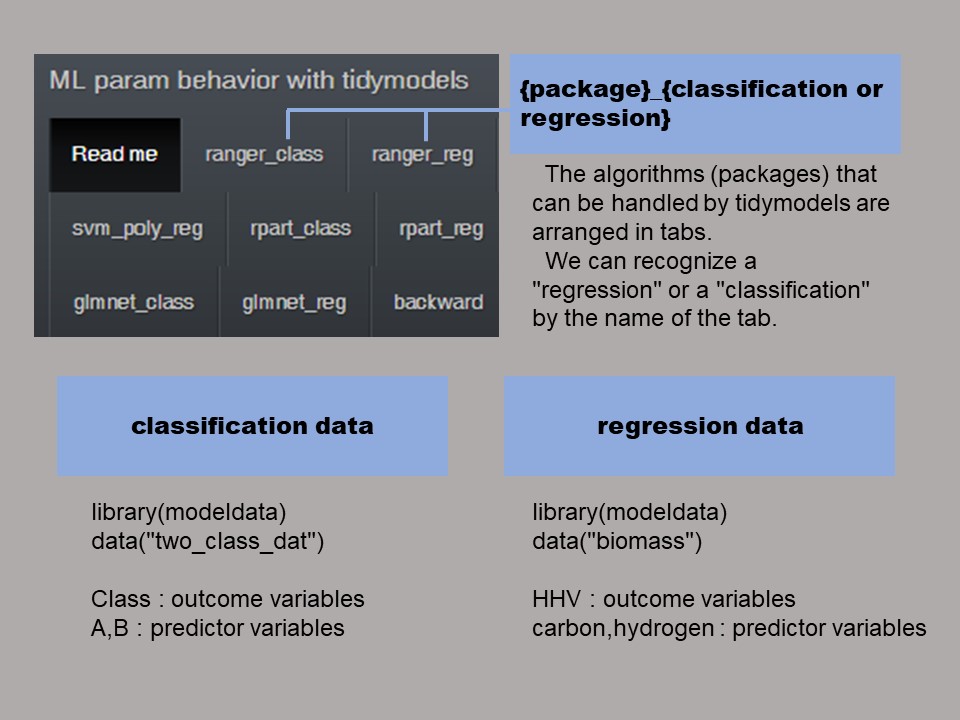 ML param behavior with tidymodels
Read me ranger_class ranger_reg
svm_poly_reg rpart_class rpart_reg
glmnet_class glmnet_reg backward
{package}_{classification or
regression}
The algorithms (packages) that
can be handled by tidymodels are
arranged in tabs.
We can recognize a
"regression" or a "classification"
by the name of the tab.
classification data
library(modeldata)
data("two_class_dat")
Class : outcome variables
A,B : predictor variables
regression data
library(modeldata)
data("biomass")
HHV : outcome variables
carbon,hydrogen : predictor variables